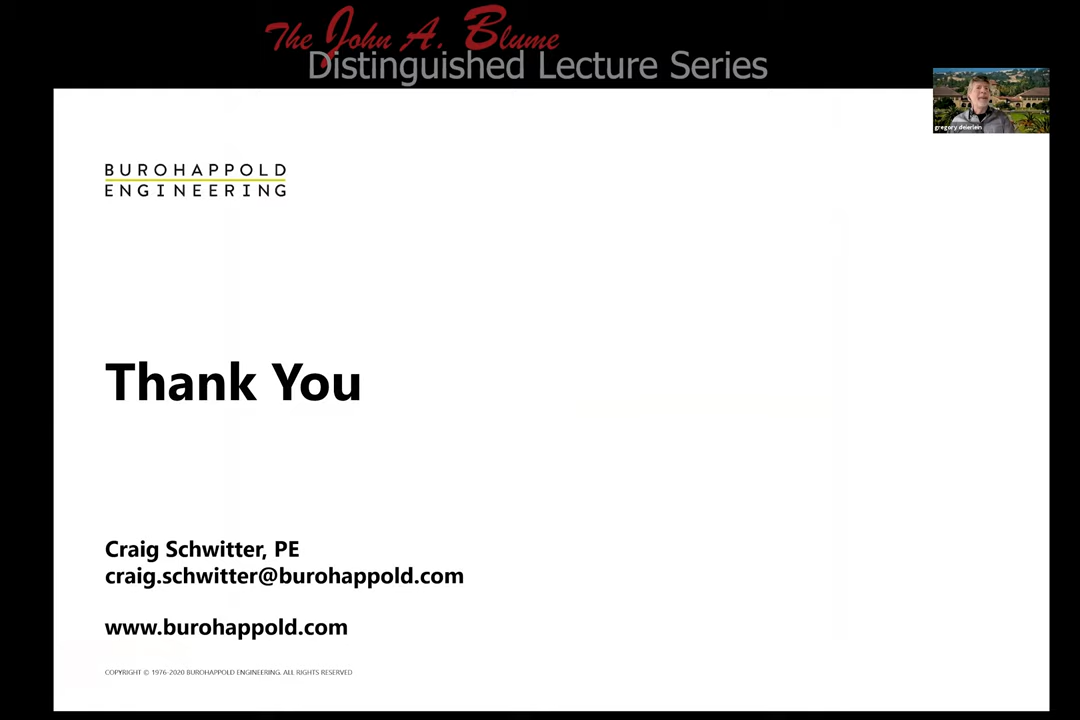 The John A. Blume
Distinguished Lecture Series
gregory deierlein
BUROHAPPOLD
ENGINEERING
Thank You
Craig Schwitter, PE
craig.schwitter@burohappold.com
www.burohappold.com
COPYRIGHT © 1976-2020 BUROHAPPOLD ENGINEERING. ALL RIGHTS RESERVED